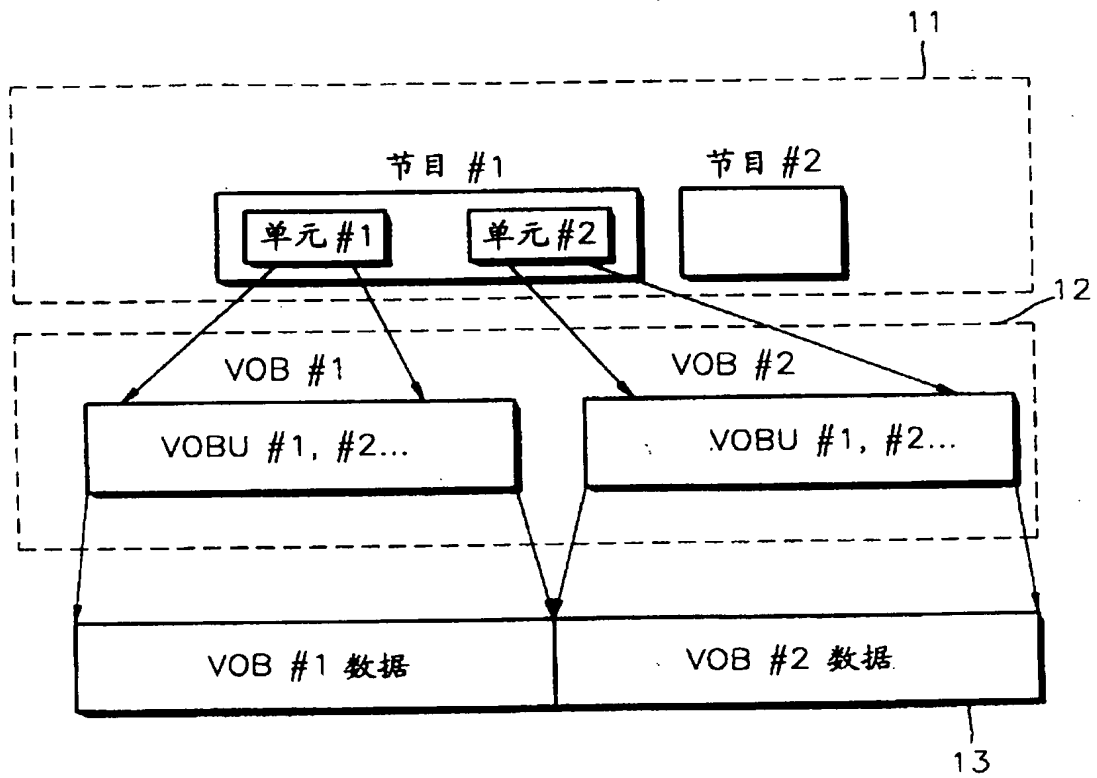 11
节目 #1
节目 #2
单元 #1
单元 #2
12
VOB #1
VOB #2
VOBU #1, #2...
VOBU #1, #2...
VOB #1 数据
VOB #2 数据
13